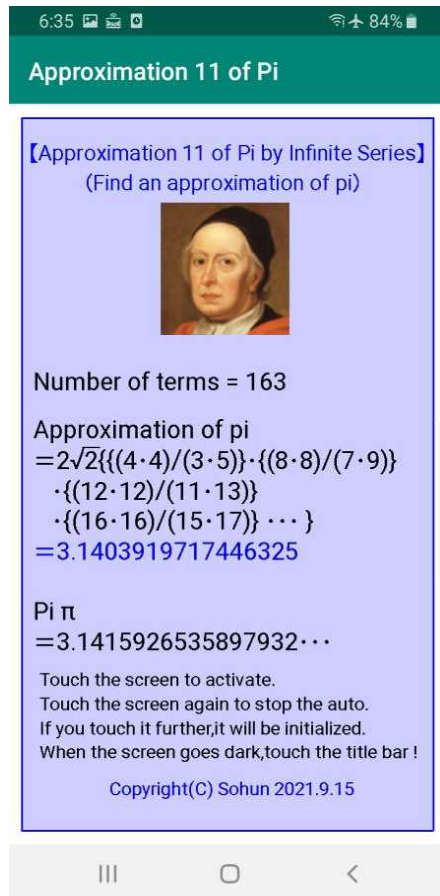 6:35 84%
Approximation 11 of Pi
【Approximation 11 of Pi by Infinite Series】
(Find an approximation of pi)
Number of terms = 163
Approximation of pi
=2√2{{(4·4)/(3·5)}·{(8·8)/(7·9)}
·{(12·12)/(11·13)}
·{(16·16)/(15·17)} ··· }
=3.1403919717446325
Pi π
=3.1415926535897932···
Touch the screen to activate.
Touch the screen again to stop the auto.
If you touch it further,it will be initialized.
When the screen goes dark,touch the title bar !
Copyright(C) Sohun 2021.9.15